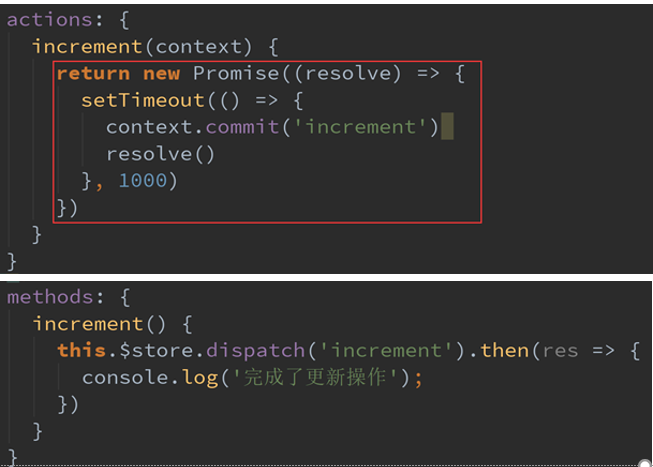 actions: {
increment(context) {
return new Promise((resolve) => {
setTimeout(() => {
context.commit('increment')
resolve()
}, 1000)
})
}
}
methods: {
increment() {
this.$store.dispatch('increment').then(res => {
console.log('完成了更新操作');
})
}
}